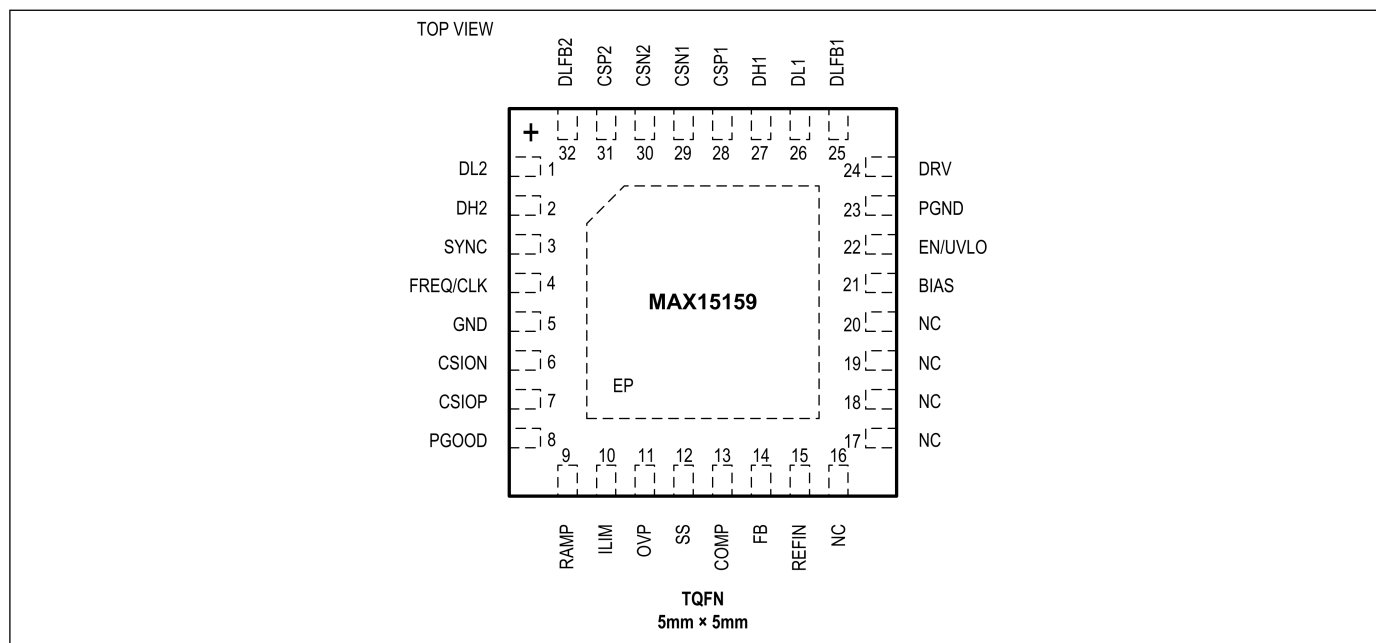 TOP VIEW
DLFB2
CSP2
CSN2
CSN1
CSP1
DH1
DL1
DLFB1
+
32
31
30
29
28
27
26
25
DL2 1
DH2 2
SYNC 3
FREQ/CLK 4
GND 5
CSION 6
CSIOP 7
PGOOD 8
24 DRV
23 PGND
22 EN/UVLO
21 BIAS
20 NC
19 NC
18 NC
17 NC
MAX15159
EP
9
10
11
12
13
14
15
16
RAMP
ILIM
OVP
SS
COMP
FB
REFIN
NC
TQFN
5mm × 5mm